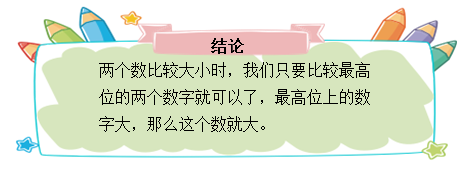 结论
两个数比较大小时，我们只要比较最高
位的两个数字就可以了，最高位上的数
字大，那么这个数就大。